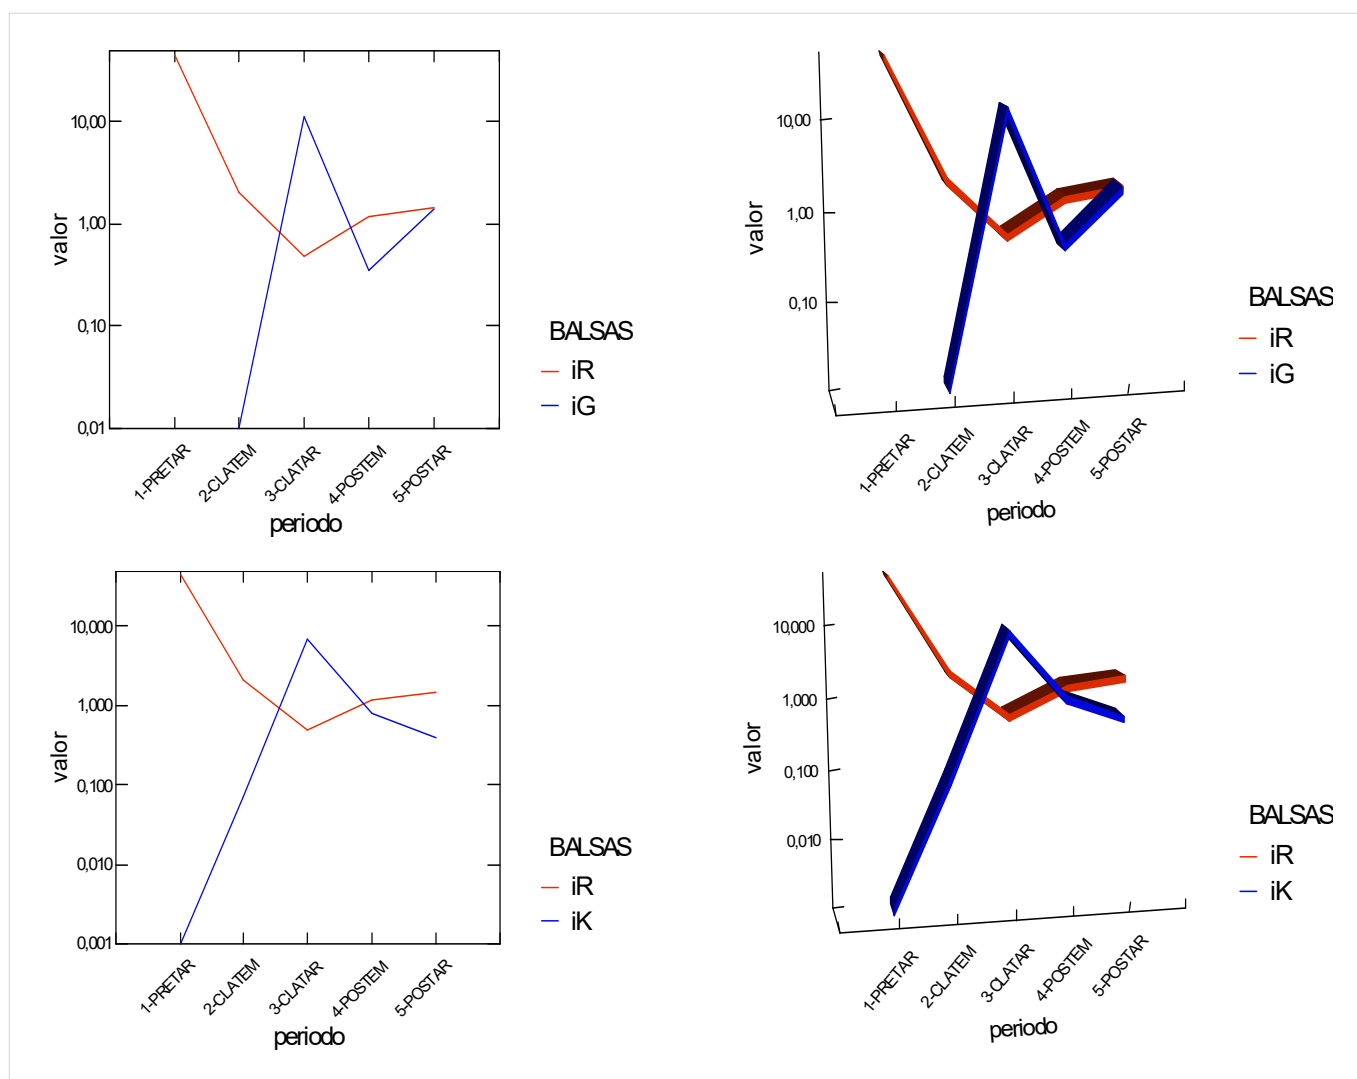 10,00
1,00
0,10
0,01
valor
1-PRETAR
2-CLATEM
3-CLATAR
4-POSTEM
5-POSTAR
periodo
BALSAS
iR
iG
10,00
1,00
0,10
valor
1-PRETAR
2-CLATEM
3-CLATAR
4-POSTEM
5-POSTAR
periodo
BALSAS
iR
iG
10,000
1,000
0,100
0,010
0,001
valor
1-PRETAR
2-CLATEM
3-CLATAR
4-POSTEM
5-POSTAR
periodo
BALSAS
iR
iK
10,000
1,000
0,100
0,010
valor
1-PRETAR
2-CLATEM
3-CLATAR
4-POSTEM
5-POSTAR
periodo
BALSAS
iR
iK